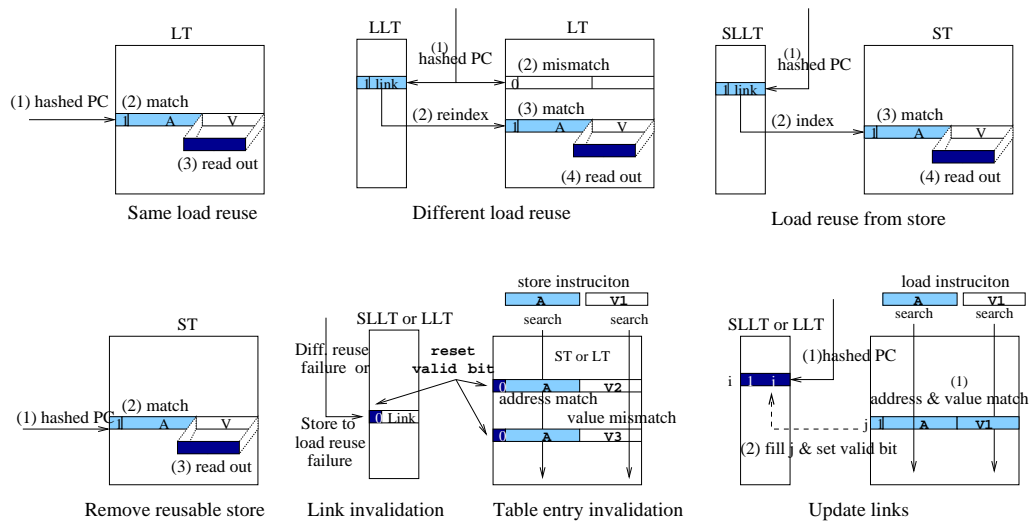 LT
(1) hashed PC
(2) match
1 A V
(3) read out
Same load reuse
LLT
LT
(1)
hashed PC
(2) mismatch
1 link
0
(2) reindex
(3) match
1 A V
(4) read out
Different load reuse
SLLT
ST
(1)
hashed PC
1 link
(2) index
(3) match
1 A V
(4) read out
Load reuse from store
ST
(1) hashed PC
(2) match
1 A V
(3) read out
Remove reusable store
SLLT or LLT
Diff. reuse
failure or
Store to
load reuse
failure
0 Link
reset
valid bit
Link invalidation
store instruciton
A V1
search search
ST or LT
0 A V2
address match
value mismatch
0 A V3
Table entry invalidation
load instruciton
A V1
search search
SLLT or LLT
(1)hashed PC
i 1 j
(1)
address & value match
j 1 A V1
(2) fill j & set valid bit
Update links